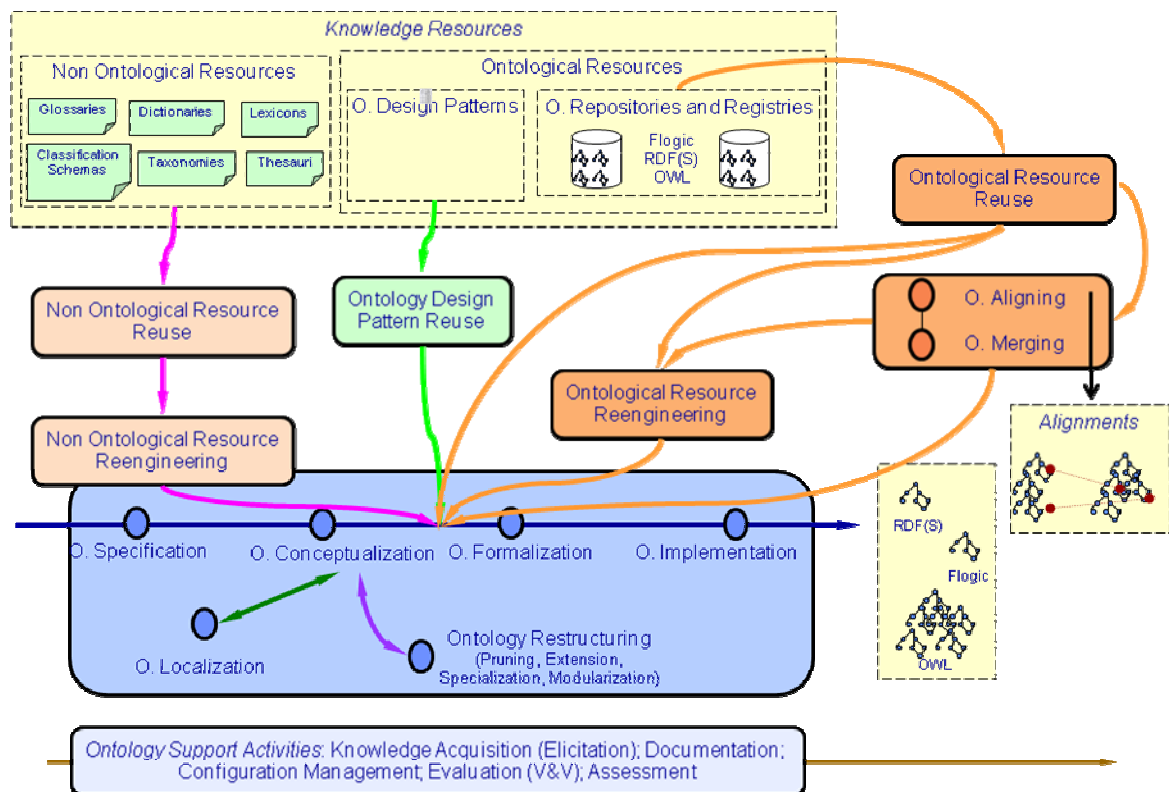 Knowledge Resources
Non Ontological Resources
Glossaries
Dictionaries
Lexicons
Classification
Schemas
Taxonomies
Thesauri
Ontological Resources
O. Design Patterns
O. Repositories and Registries
Flogic
RDF(S)
OWL
Ontological Resource
Reuse
Non Ontological Resource
Reuse
Ontology Design
Pattern Reuse
O. Aligning
O. Merging
Ontological Resource
Reengineering
Non Ontological Resource
Reengineering
Alignments
O. Specification
O. Conceptualization
O. Formalization
O. Implementation
RDF(S)
Flogic
OWL
O. Localization
Ontology Restructuring
(Pruning, Extension,
Specialization, Modularization)
Ontology Support Activities: Knowledge Acquisition (Elicitation); Documentation;
Configuration Management; Evaluation (V&V); Assessment